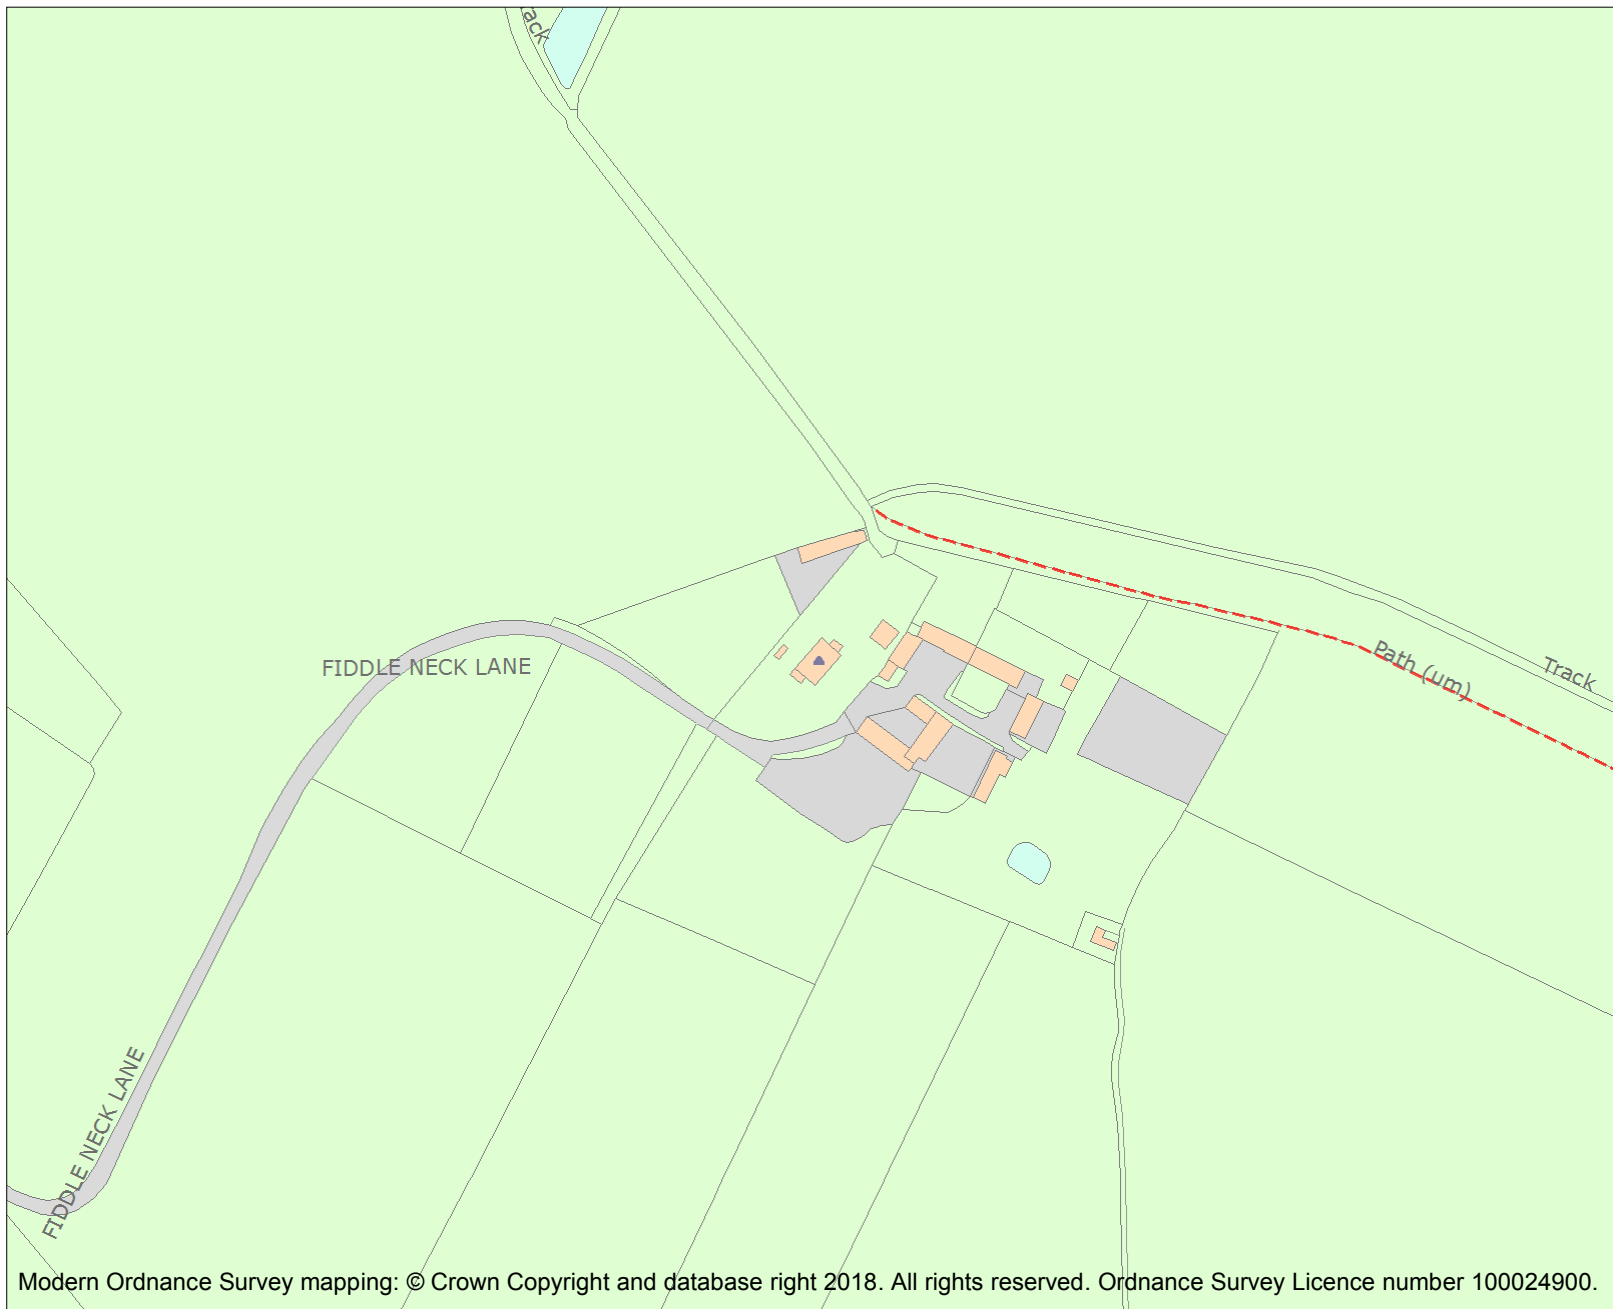 FIDDLE NECK LANE
Path (um)
Track
FIDDLE NECK LANE
Modern Ordnance Survey mapping: © Crown Copyright and database right 2018. All rights reserved. Ordnance Survey Licence number 100024900.